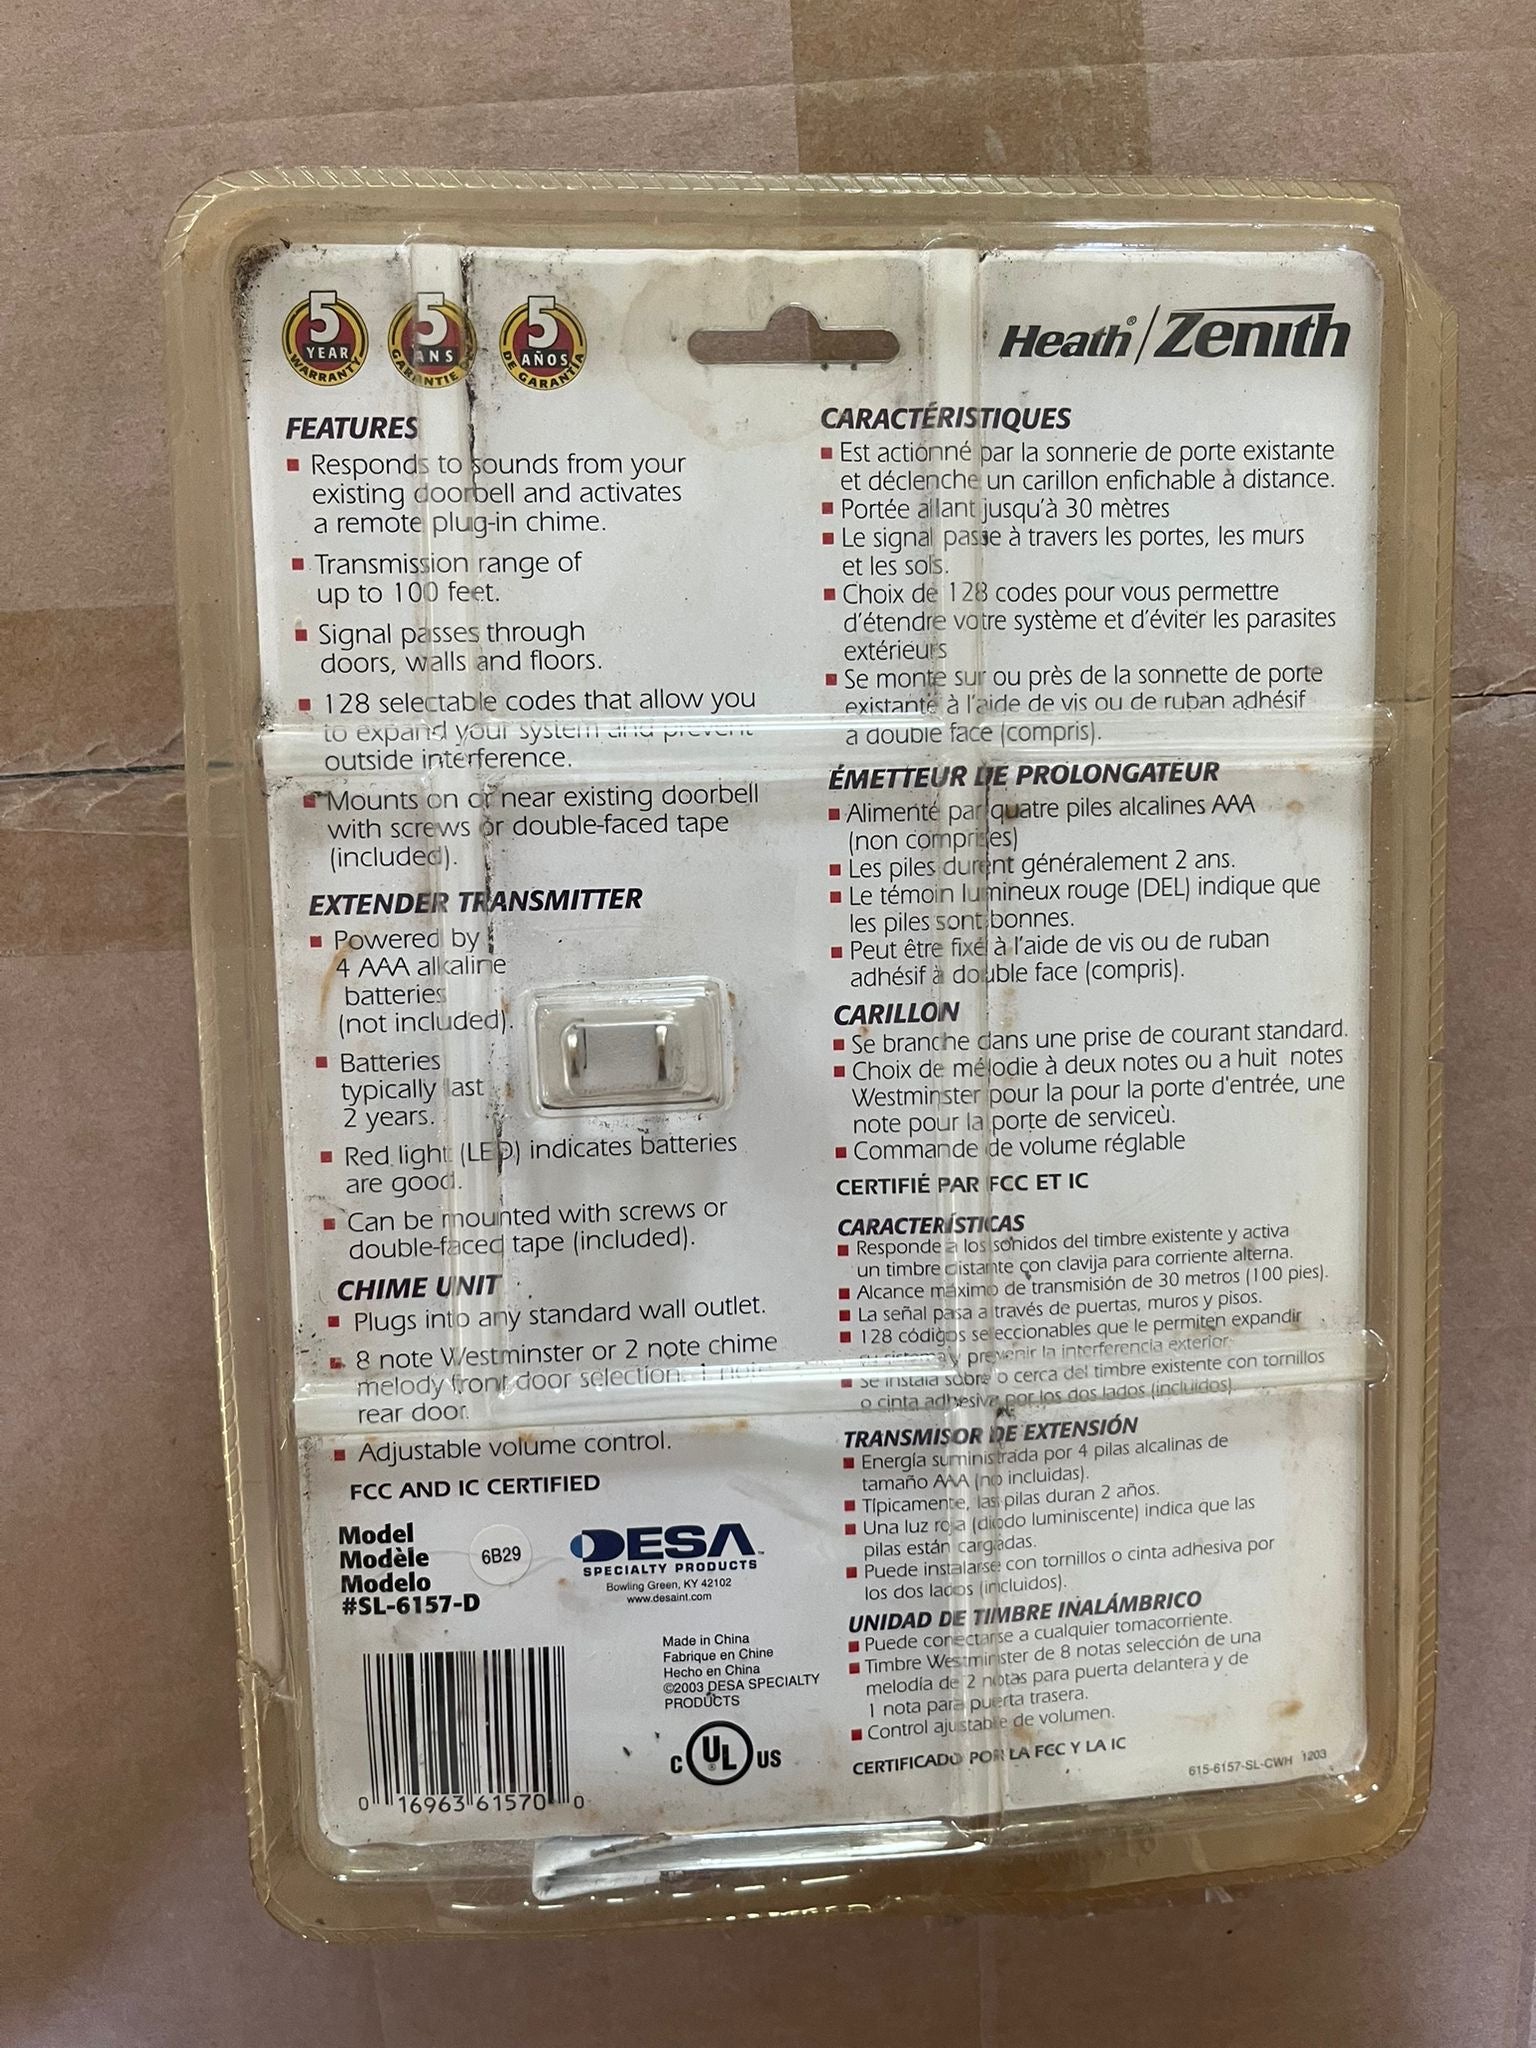 5
YEAR
WARRANTY
5
ANS
GARANTIE
5
AÑOS
DE GARANTÍA
Heath®/Zenith
FEATURES
Responds to sounds from your
existing doorbell and activates
a remote plug-in chime.
Transmission range of
up to 100 feet.
Signal passes through
doors, walls and floors.
128 selectable codes that allow you
to expand your system and prevent
outside interference.
Mounts on or near existing doorbell
with screws or double-faced tape
(included).
EXTENDER TRANSMITTER
Powered by
4 AAA alkaline
batteries
(not included).
Batteries
typically last
2 years.
Red light (LED) indicates batteries
are good.
Can be mounted with screws or
double-faced tape (included).
CHIME UNIT
Plugs into any standard wall outlet.
8 note Westminster or 2 note chime
melody front door selection. 1 note
rear door.
Adjustable volume control.
FCC AND IC CERTIFIED
Model
Modèle
Modelo
#SL-6157-D
6B29
DESA™
SPECIALTY PRODUCTS
Bowling Green, KY 42102
www.desaint.com
Made in China
Fabrique en Chine
Hecho en China
©2003 DESA SPECIALTY
PRODUCTS
C UL® US
0 16963 61570 0
CARACTÉRISTIQUES
Est actionné par la sonnerie de porte existante
et déclenche un carillon enfichable à distance.
Portée allant jusqu'à 30 mètres
Le signal passe à travers les portes, les murs
et les sols.
Choix de 128 codes pour vous permettre
d'étendre votre système et d'éviter les parasites
extérieurs
Se monte sur ou près de la sonnette de porte
existante à l'aide de vis ou de ruban adhésif
à double face (compris).
ÉMETTEUR DE PROLONGATEUR
Alimenté par quatre piles alcalines AAA
(non comprises)
Les piles durent généralement 2 ans.
Le témoin lumineux rouge (DEL) indique que
les piles sont bonnes.
Peut être fixé à l'aide de vis ou de ruban
adhésif à double face (compris).
CARILLON
Se branche dans une prise de courant standard.
Choix de mélodie à deux notes ou a huit notes
Westminster pour la pour la porte d'entrée, une
note pour la porte de serviceù.
Commande de volume réglable
CERTIFIÉ PAR FCC ET IC
CARACTERÍSTICAS
Responde a los sonidos del timbre existente y activa
un timbre distante con clavija para corriente alterna.
Alcance máximo de transmisión de 30 metros (100 pies).
La señal pasa a través de puertas, muros y pisos.
128 códigos seleccionables que le permiten expandir
su sistema y prevenir la interferencia exterior.
Se instala sobre o cerca del timbre existente con tornillos
o cinta adhesiva por los dos lados (incluidos).
TRANSMISOR DE EXTENSIÓN
Energía suministrada por 4 pilas alcalinas de
tamaño AAA (no incluidas).
Típicamente, las pilas duran 2 años.
Una luz roja (diodo luminiscente) indica que las
pilas están cargadas.
Puede instalarse con tornillos o cinta adhesiva por
los dos lados (incluidos).
UNIDAD DE TIMBRE INALÁMBRICO
Puede conectarse a cualquier tomacorriente.
Timbre Westminster de 8 notas selección de una
melodía de 2 notas para puerta delantera y de
1 nota para puerta trasera.
Control ajustable de volumen.
CERTIFICADO POR LA FCC Y LA IC
615-6157-SL-CWH 1203